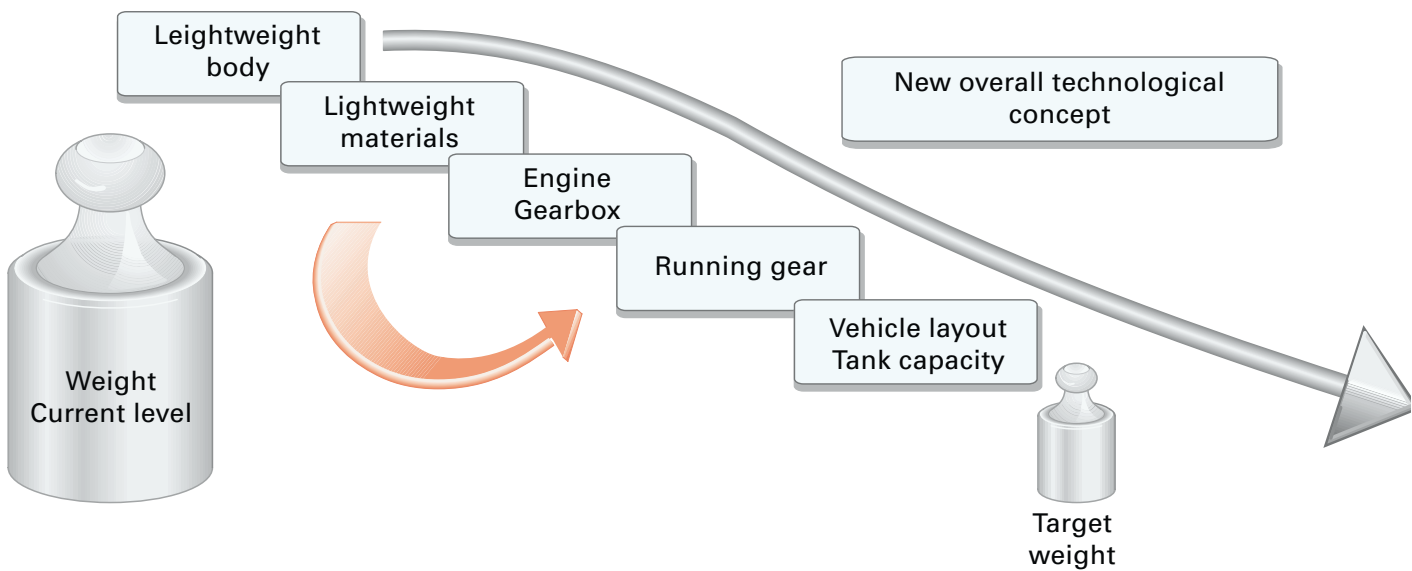 Leightweight
body
Lightweight
materials
Engine
Gearbox
Running gear
Vehicle layout
Tank capacity
New overall technological
concept
Weight
Current level
Target
weight